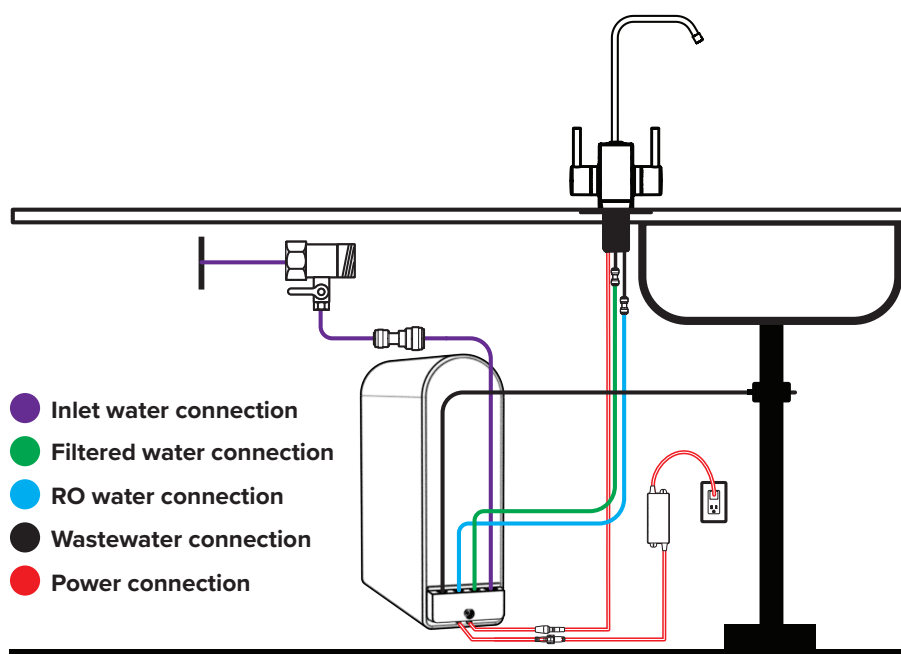 Inlet water connection
Filtered water connection
RO water connection
Wastewater connection
Power connection